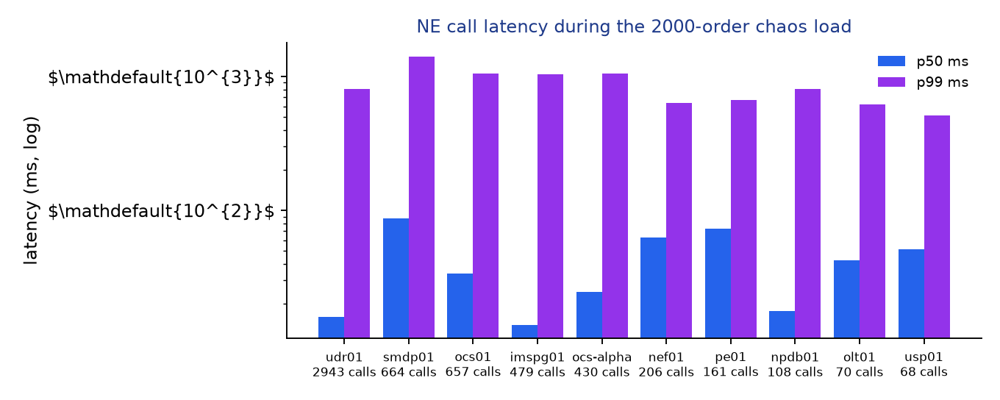 NE call latency during the 2000-order chaos load
p50 ms
p99 ms
latency (ms, log)
$\mathdefault{10^{3}}$
$\mathdefault{10^{2}}$
udr01 smdp01 ocs01 imspg01 ocs-alpha nef01 pe01 npdb01 olt01 usp01
2943 calls 664 calls 657 calls 479 calls 430 calls 206 calls 161 calls 108 calls 70 calls 68 calls